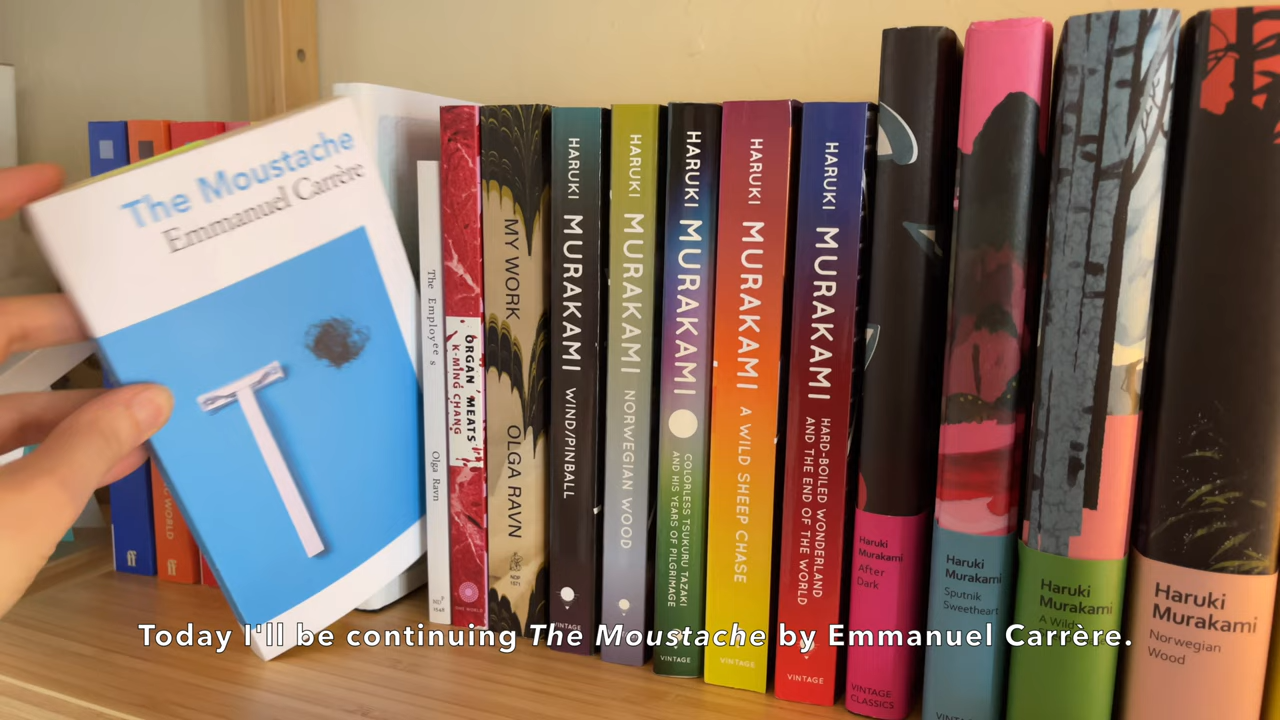 The Moustache
Emmanuel Carrère
The Employees
Olga Ravn
ORGAN MEATS
K-MING CHANG
MY WORK
OLGA RAVN
HARUKI MURAKAMI
WIND/PINBALL
VINTAGE
HARUKI MURAKAMI
NORWEGIAN WOOD
HARUKI MURAKAMI
COLORLESS TSUKURU TAZAKI
AND HIS YEARS OF PILGRIMAGE
VINTAGE
HARUKI MURAKAMI
A WILD SHEEP CHASE
VINTAGE
HARUKI MURAKAMI
HARD-BOILED WONDERLAND
AND THE END OF THE WORLD
Haruki
Murakami
After
Dark
VINTAGE
CLASSICS
Haruki
Murakami
Sputnik
Sweetheart
Haruki
Murakami
A Wild
Haruki
Murakami
Norwegian
Wood
WORLD
ff
ff
Today I'll be continuing The Moustache by Emmanuel Carrère.